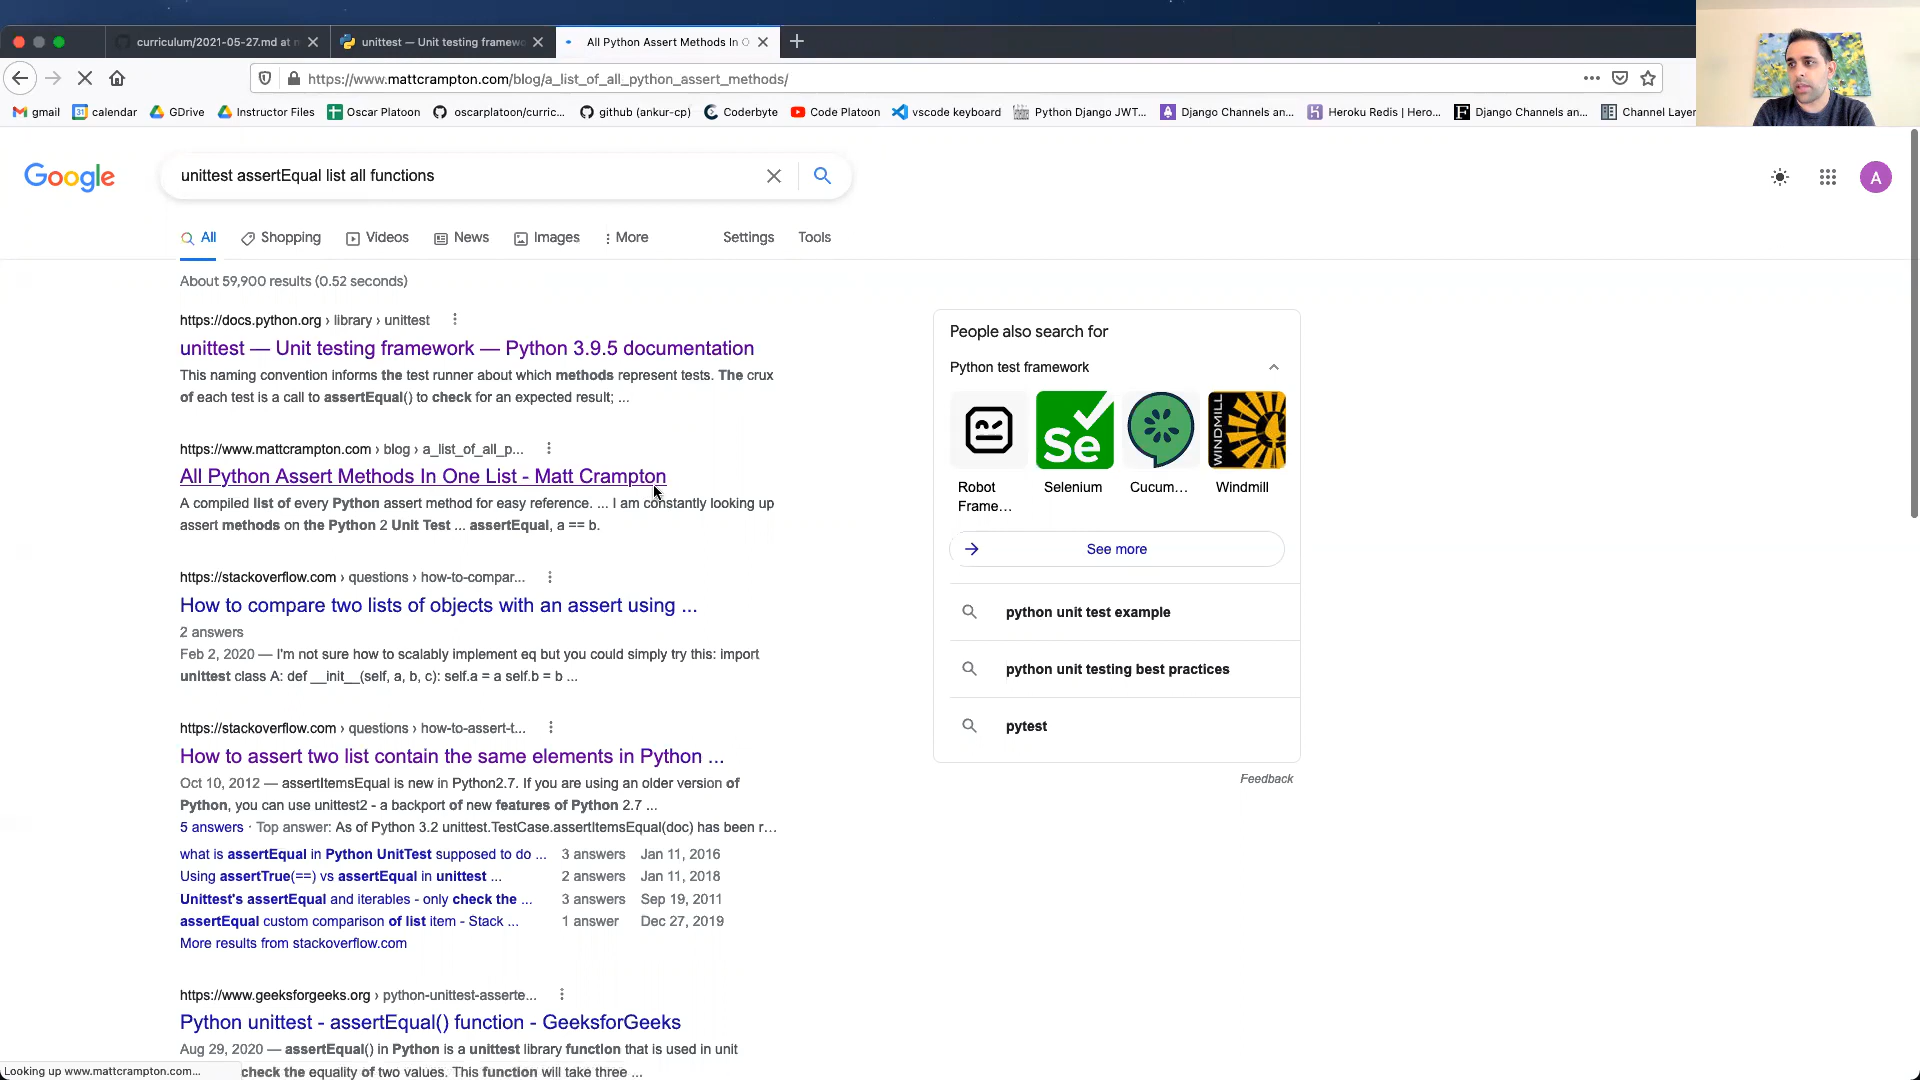 curriculum/2021-05-27.md at n
unittest — Unit testing framewo
All Python Assert Methods In O
https://www.mattcrampton.com/blog/a_list_of_all_python_assert_methods/
gmail
calendar
GDrive
Instructor Files
Oscar Platoon
oscarplatoon/curric...
github (ankur-cp)
Coderbyte
Code Platoon
vscode keyboard
Python Django JWT...
Django Channels an...
Heroku Redis | Hero...
Django Channels an...
Channel Layer
Google
unittest assertEqual list all functions
A
All
Shopping
Videos
News
Images
More
Settings
Tools
About 59,900 results (0.52 seconds)
https://docs.python.org › library › unittest
unittest — Unit testing framework — Python 3.9.5 documentation
This naming convention informs the test runner about which methods represent tests. The crux
of each test is a call to assertEqual() to check for an expected result; ...
https://www.mattcrampton.com › blog › a_list_of_all_p...
All Python Assert Methods In One List - Matt Crampton
A compiled list of every Python assert method for easy reference. ... I am constantly looking up
assert methods on the Python 2 Unit Test ... assertEqual, a == b.
https://stackoverflow.com › questions › how-to-compar...
How to compare two lists of objects with an assert using ...
2 answers
Feb 2, 2020 — I'm not sure how to scalably implement eq but you could simply try this: import
unittest class A: def __init__(self, a, b, c): self.a = a self.b = b ...
https://stackoverflow.com › questions › how-to-assert-t...
How to assert two list contain the same elements in Python ...
Oct 10, 2012 — assertItemsEqual is new in Python2.7. If you are using an older version of
Python, you can use unittest2 - a backport of new features of Python 2.7 ...
5 answers · Top answer: As of Python 3.2 unittest.TestCase.assertItemsEqual(doc) has been r...
what is assertEqual in Python UnitTest supposed to do ... 3 answers Jan 11, 2016
Using assertTrue(==) vs assertEqual in unittest ... 2 answers Jan 11, 2018
Unittest's assertEqual and iterables - only check the ... 3 answers Sep 19, 2011
assertEqual custom comparison of list item - Stack ... 1 answer Dec 27, 2019
More results from stackoverflow.com
https://www.geeksforgeeks.org › python-unittest-asserte...
Python unittest - assertEqual() function - GeeksforGeeks
Aug 29, 2020 — assertEqual() in Python is a unittest library function that is used in unit
check the equality of two values. This function will take three ...
Looking up www.mattcrampton.com...
People also search for
Python test framework
Se
WINDMILL
Robot
Frame...
Selenium
Cucum...
Windmill
See more
python unit test example
python unit testing best practices
pytest
Feedback